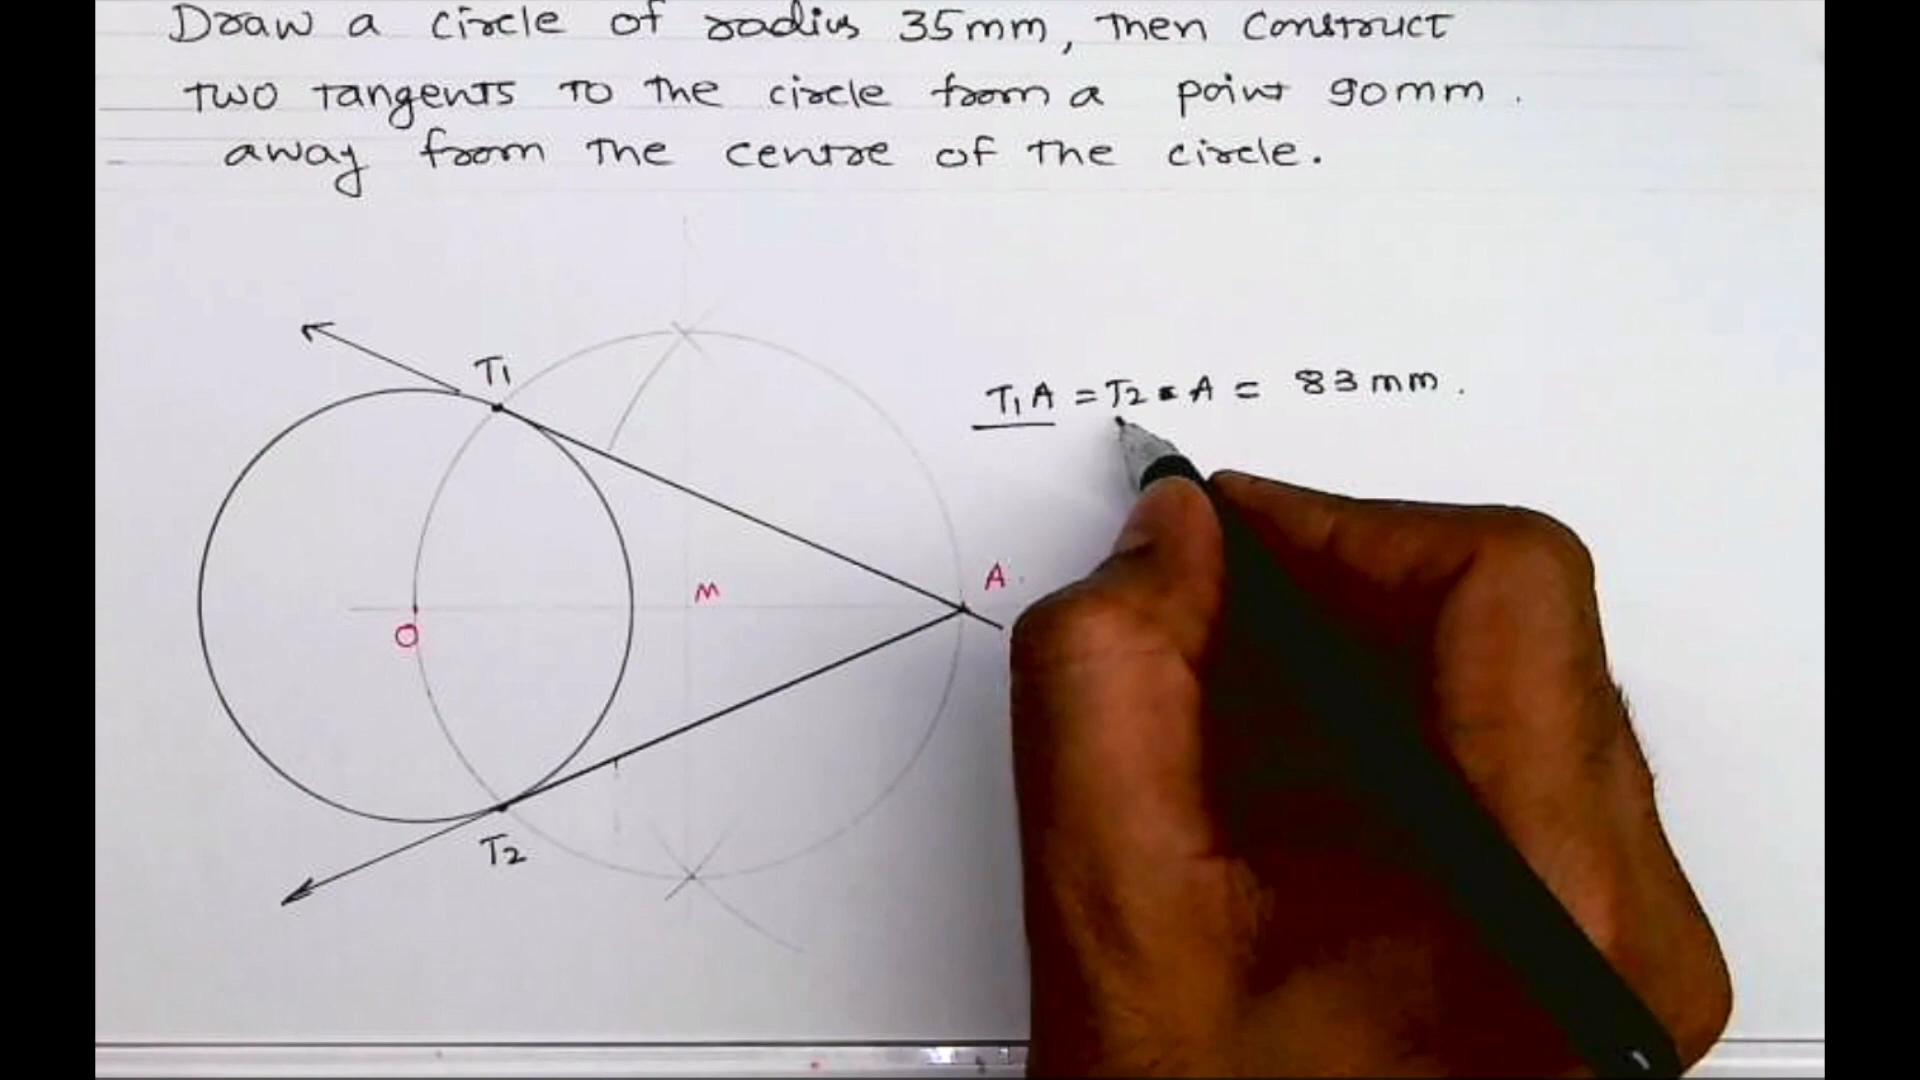 Draw a circle of radius 35mm, Then construct
Two Tangents To The circle from a point 90mm.
away from The centre of The circle.
T1
T1A = T2A = 83mm.
A
M
O
T2